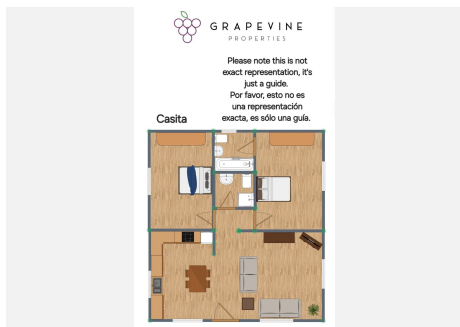 GRAPEVINE
PROPERTIES
Please note this is not
exact representation, it's
just a guide.
Por favor, esto no es
una representación
exacta, es sólo una guía.
Casita